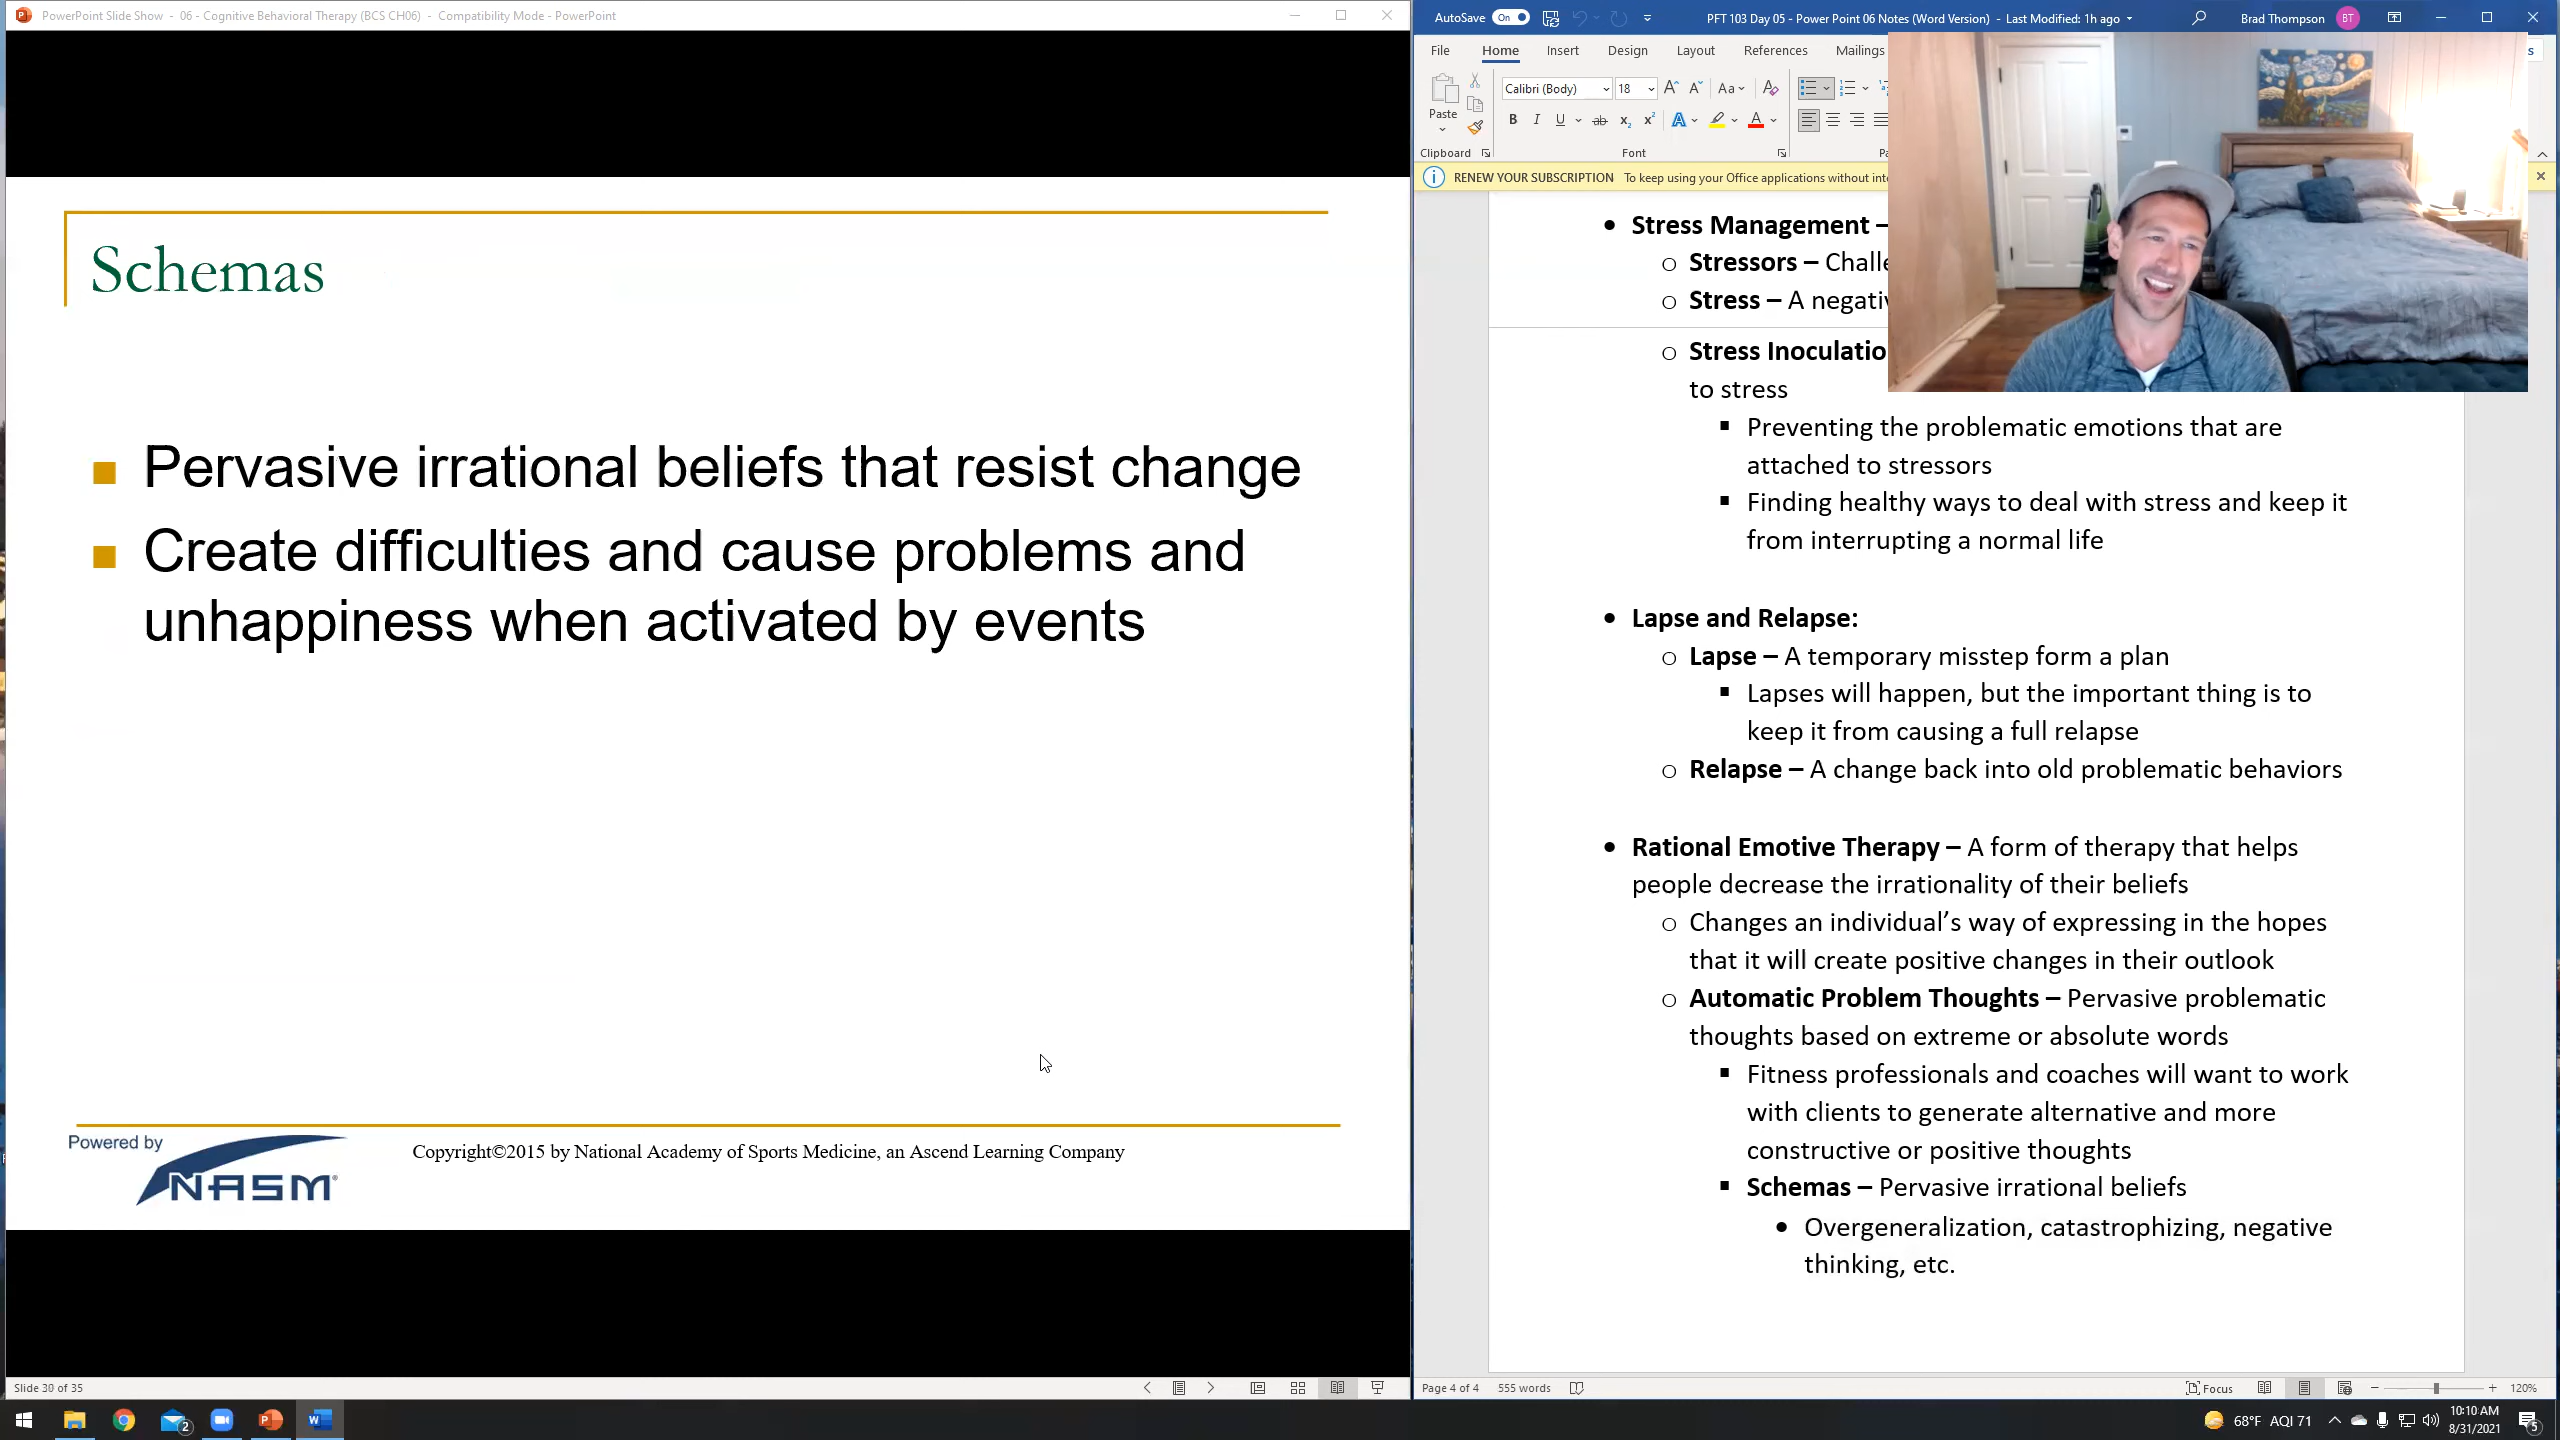 PowerPoint Slide Show - 06 - Cognitive Behavioral Therapy (BCS CH06) - Compatibility Mode - PowerPoint
Schemas
Pervasive irrational beliefs that resist change
Create difficulties and cause problems and
unhappiness when activated by events
Powered by
NASM
Copyright©2015 by National Academy of Sports Medicine, an Ascend Learning Company
Slide 30 of 35
AutoSave On
PFT 103 Day 05 - Power Point 06 Notes (Word Version) - Last Modified: 1h ago
Brad Thompson BT
File Home Insert Design Layout References Mailings
Calibri (Body) 18
Paste
Clipboard Font
RENEW YOUR SUBSCRIPTION To keep using your Office applications without
Stress Management –
Stressors –
Stress – A
Stress
to stress
Preventing the problematic emotions that are
attached to stressors
Finding healthy ways to deal with stress and keep it
from interrupting a normal life
Lapse and Relapse:
Lapse – A temporary misstep form a plan
Lapses will happen, but the important thing is to
keep it from causing a full relapse
Relapse – A change back into old problematic behaviors
Rational Emotive Therapy – A form of therapy that helps
people decrease the irrationality of their beliefs
Changes an individual's way of expressing in the hopes
that it will create positive changes in their outlook
Automatic Problem Thoughts – Pervasive problematic
thoughts based on extreme or absolute words
Fitness professionals and coaches will want to work
with clients to generate alternative and more
constructive or positive thoughts
Schemas – Pervasive irrational beliefs
Overgeneralization, catastrophizing, negative
thinking, etc.
Page 4 of 4 555 words
Focus
120%
68°F AQI 71
10:10 AM
8/31/2021